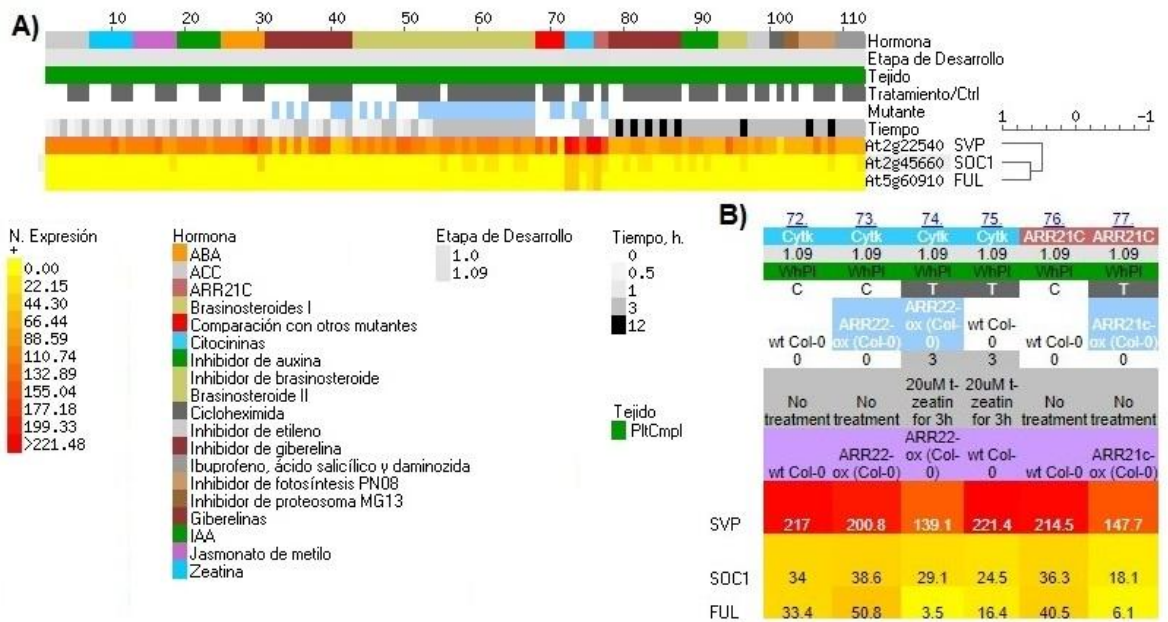 A)
10 20 30 40 50 60 70 80 90 100 110
Hormona
Etapa de Desarrollo
Tejido
Tratamiento/Ctrl
Mutante
Tiempo
1 0 -1
At2g22540 SVP
At2g45660 SOC1
At5g60910 FUL
N. Expresión
+
0.00
22.15
44.30
66.44
88.59
110.74
132.89
155.04
177.18
199.33
>221.48
Hormona
ABA
ACC
ARR21C
Brasinosteroides I
Comparación con otros mutantes
Citocininas
Inhibidor de auxina
Inhibidor de brasinosteroide
Brasinosteroide II
Cicloheximida
Inhibidor de etileno
Inhibidor de giberelina
Ibuprofeno, ácido salicílico y daminozida
Inhibidor de fotosíntesis PN08
Inhibidor de proteosoma MG13
Giberelinas
IAA
Jasmonato de metilo
Zeatina
Etapa de Desarrollo
1.0
1.09
Tiempo, h.
0
0.5
1
3
12
Tejido
PltCmpl
B)
72. 73. 74. 75. 76. 77.
Cytk Cytk Cytk Cytk ARR21C ARR21C
1.09 1.09 1.09 1.09 1.09 1.09
WhPl WhPl WhPl WhPl WhPl WhPl
C C T T C T
wt Col-0 ARR22-ox (Col-0) ARR22-ox (Col-0) wt Col-0 wt Col-0 ARR21c-ox (Col-0)
0 0 3 3 0 0
No treatment No treatment 20uM t-zeatin for 3h 20uM t-zeatin for 3h No treatment No treatment
wt Col-0 ARR22-ox (Col-0) ARR22-ox (Col-0) wt Col-0 wt Col-0 ARR21c-ox (Col-0)
SVP 217 200.8 139.1 221.4 214.5 147.7
SOC1 34 38.6 29.1 24.5 36.3 18.1
FUL 33.4 50.8 3.5 16.4 40.5 6.1